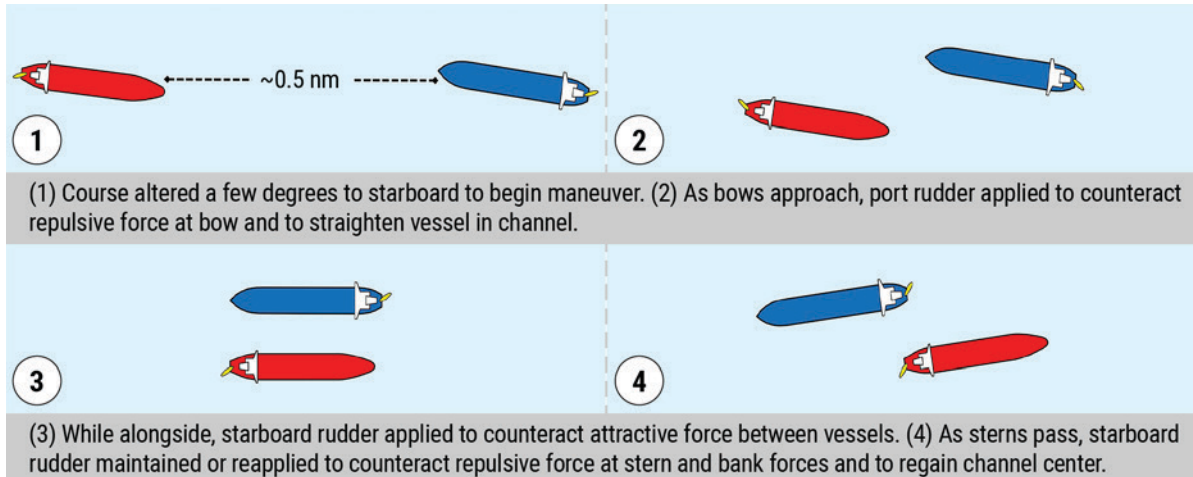 ~0.5 nm
1
2
(1) Course altered a few degrees to starboard to begin maneuver. (2) As bows approach, port rudder applied to counteract
repulsive force at bow and to straighten vessel in channel.
3
4
(3) While alongside, starboard rudder applied to counteract attractive force between vessels. (4) As sterns pass, starboard
rudder maintained or reapplied to counteract repulsive force at stern and bank forces and to regain channel center.